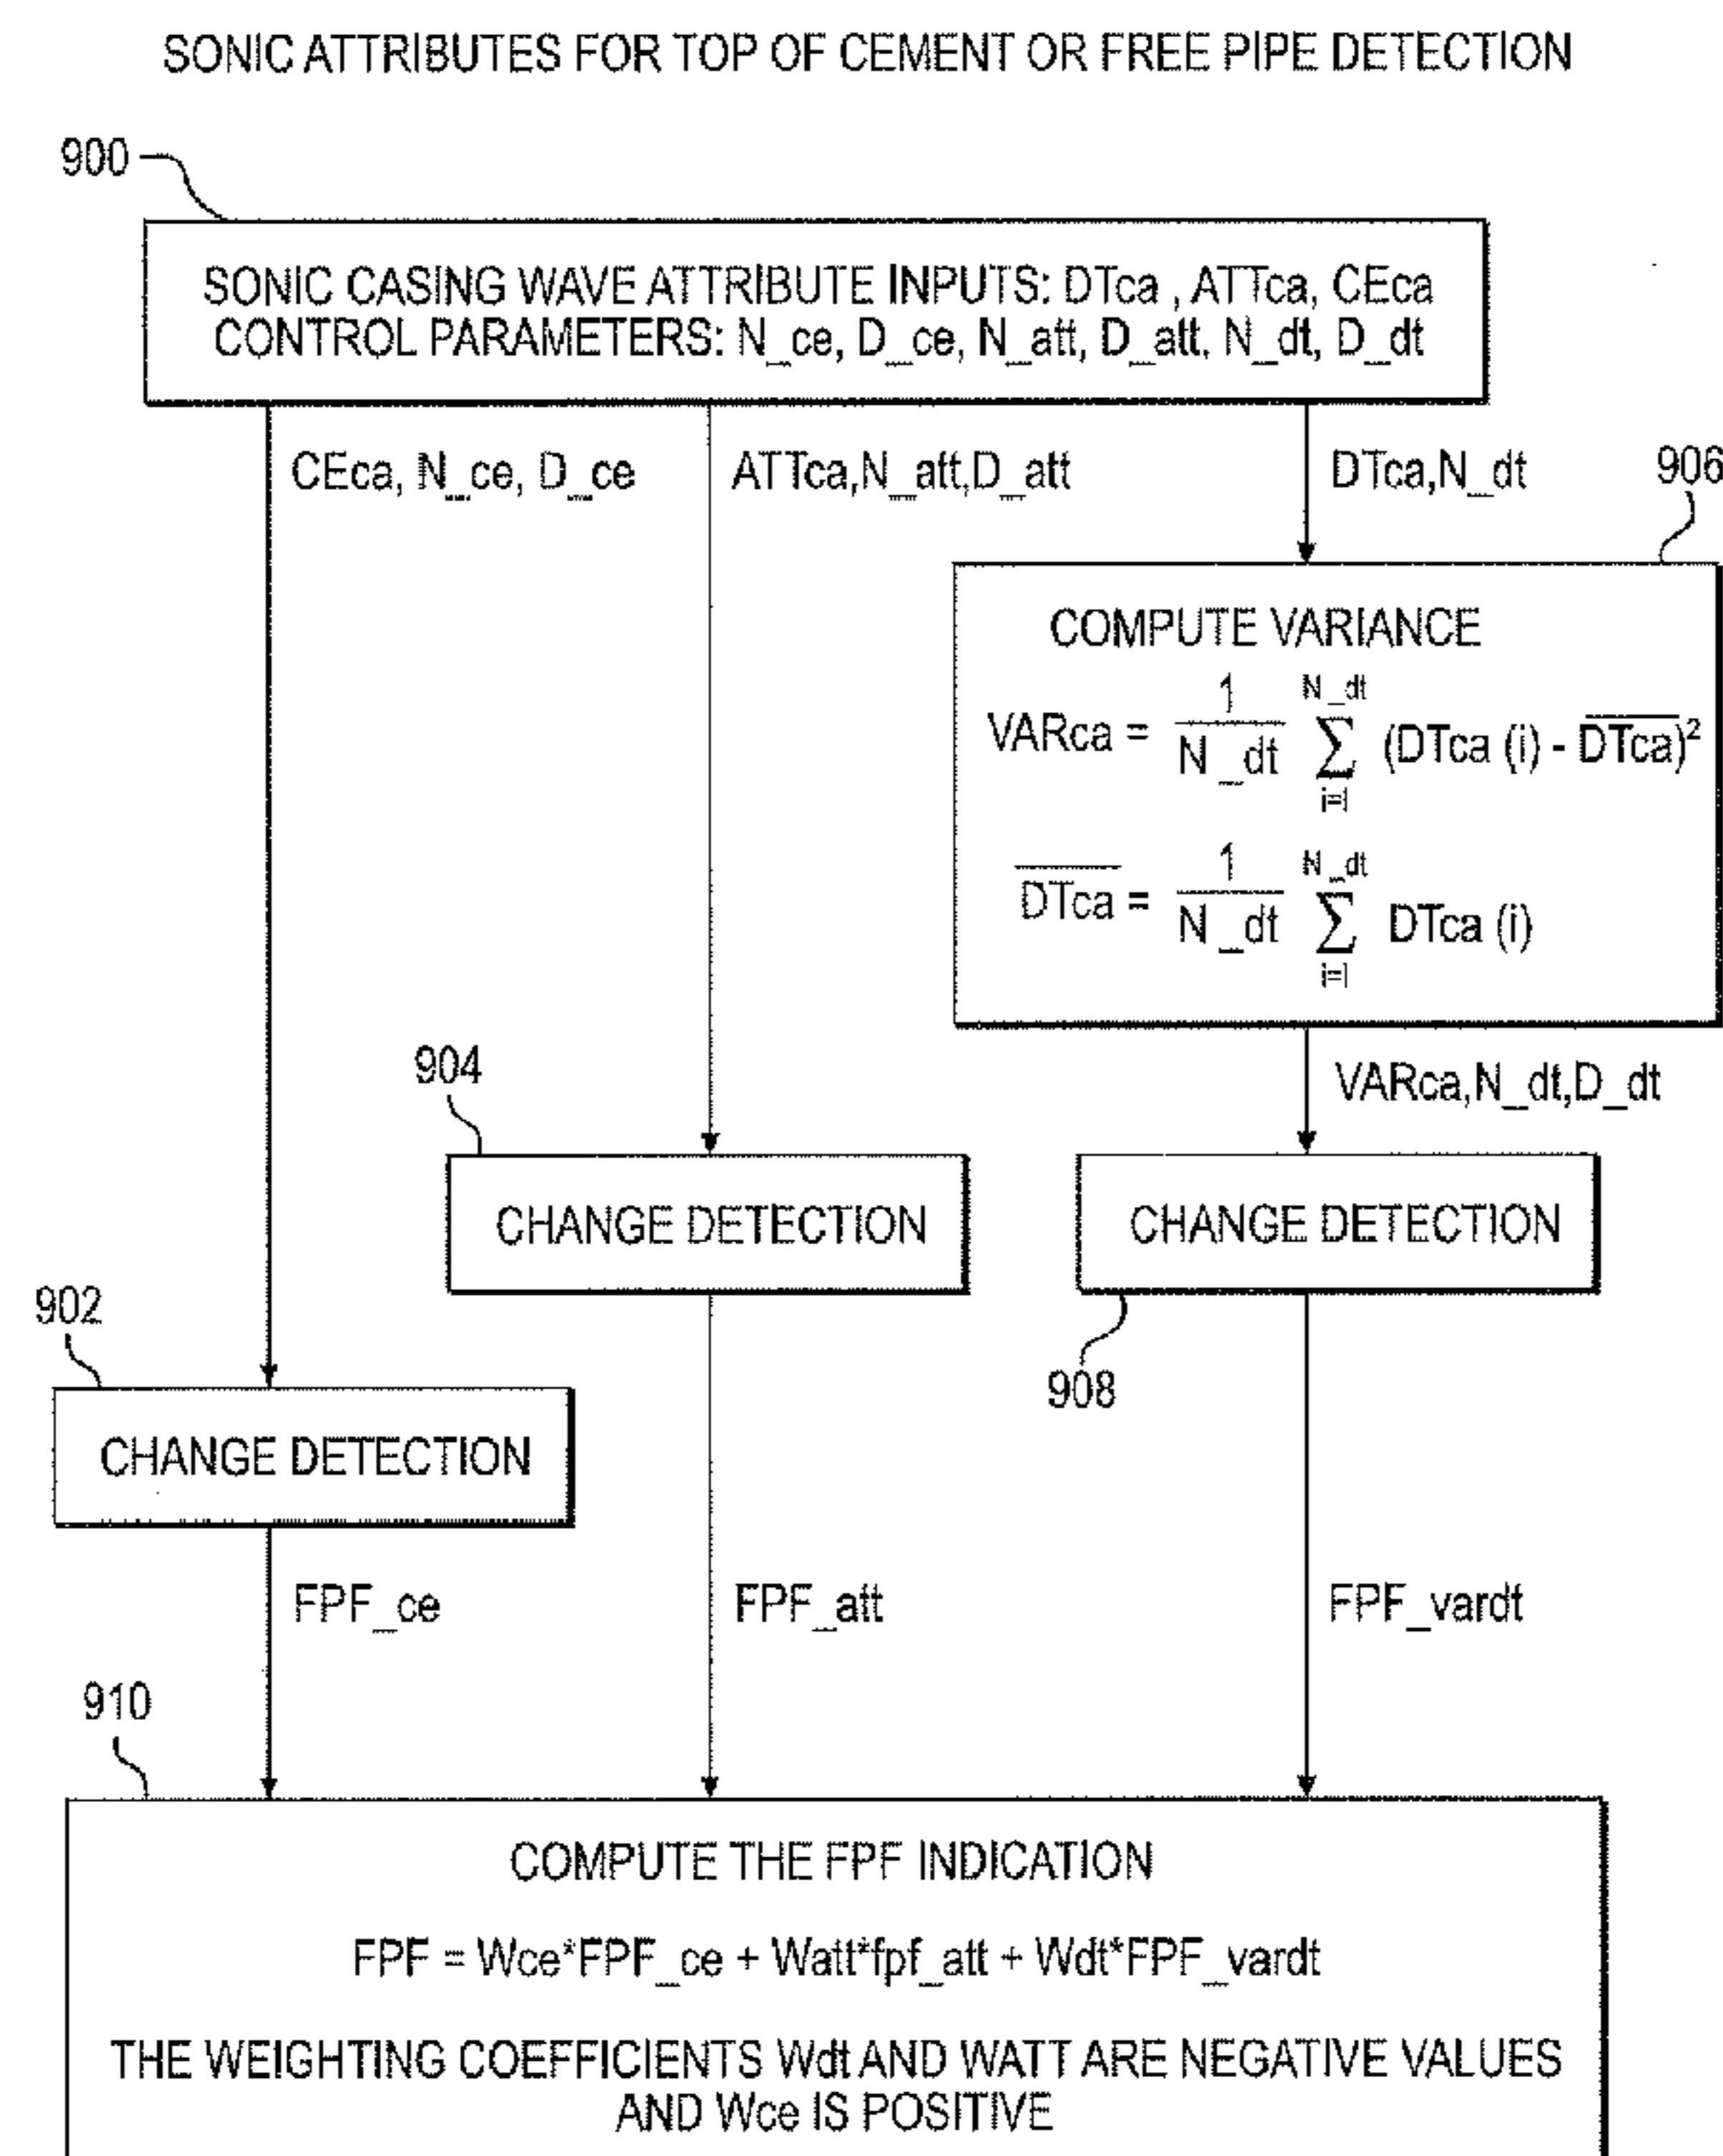 SONIC ATTRIBUTES FOR TOP OF CEMENT OR FREE PIPE DETECTION
900
SONIC CASING WAVE ATTRIBUTE INPUTS: DTca , ATTca, CEca
CONTROL PARAMETERS: N_ce, D_ce, N_att, D_att, N_dt, D_dt
CEca, N_ce, D_ce
ATTca,N_att,D_att
DTca,N_dt
906
COMPUTE VARIANCE
VARca = 1/N_dt N_dt∑i=1 (DTca (i) - D̅T̅c̅a̅)²
D̅T̅c̅a̅ = 1/N_dt N_dt∑i=1 DTca (i)
VARca,N_dt,D_dt
904
CHANGE DETECTION
CHANGE DETECTION
908
902
CHANGE DETECTION
FPF_ce
FPF_att
FPF_vardt
910
COMPUTE THE FPF INDICATION
FPF = Wce*FPF_ce + Watt*fpf_att + Wdt*FPF_vardt
THE WEIGHTING COEFFICIENTS Wdt AND WATT ARE NEGATIVE VALUES
AND Wce IS POSITIVE